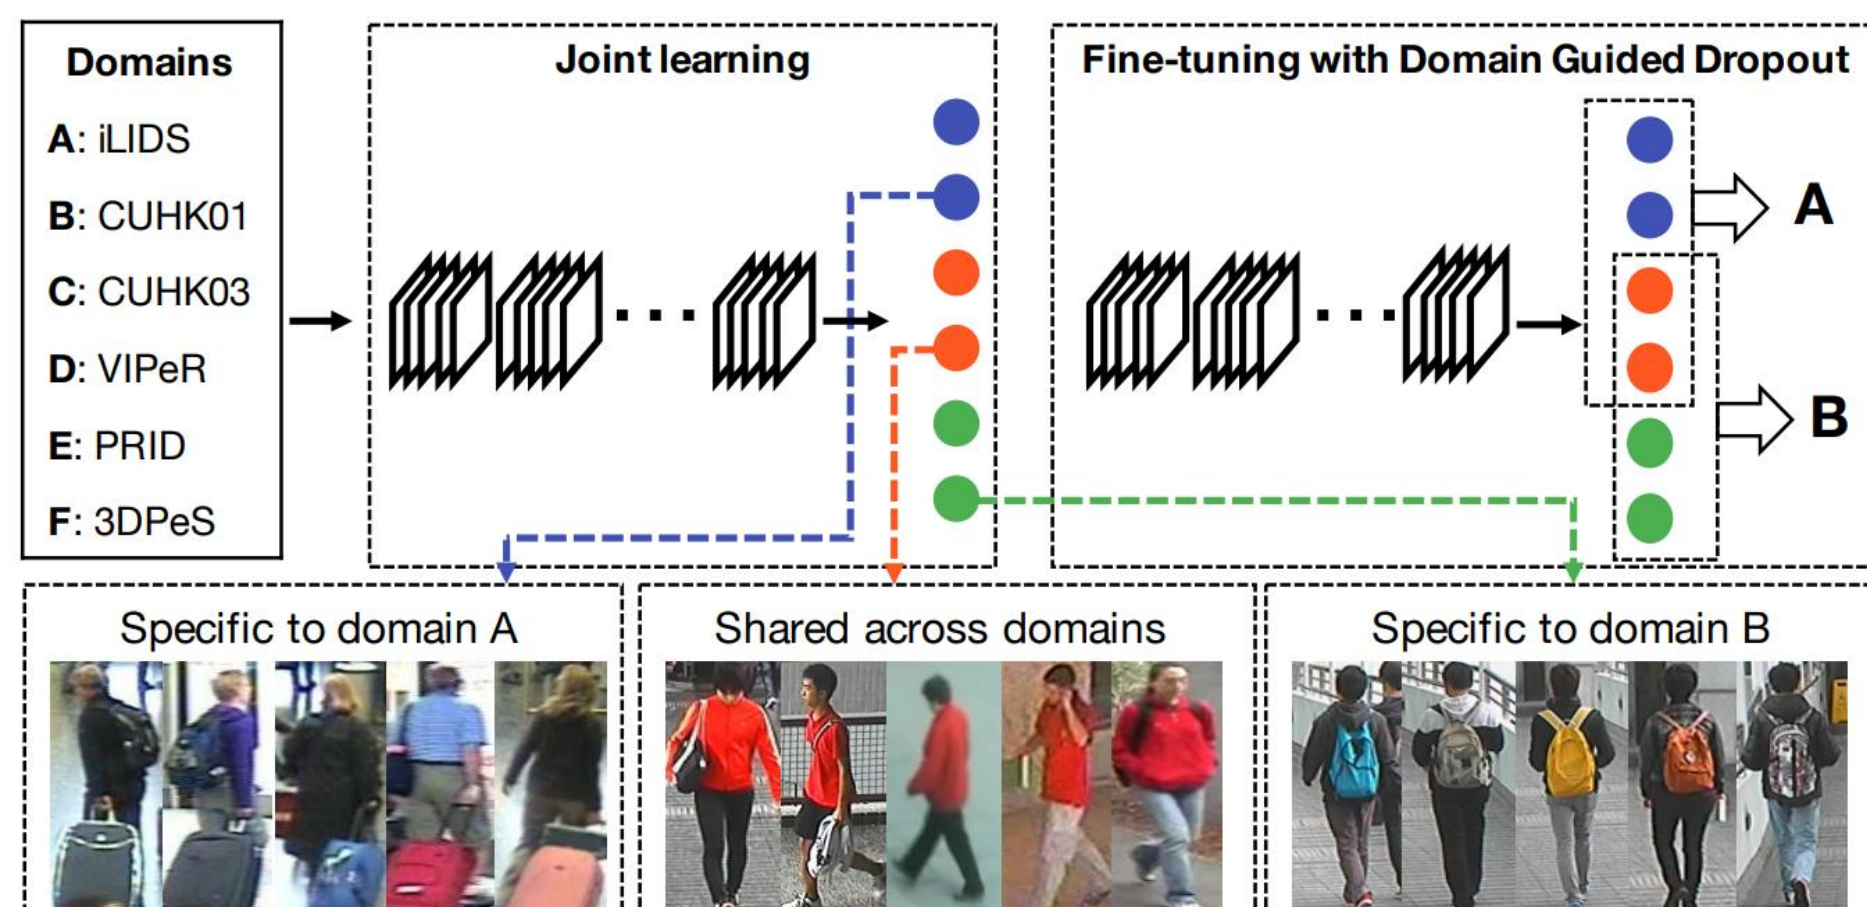 Domains
A: iLIDS
B: CUHK01
C: CUHK03
D: VIPeR
E: PRID
F: 3DPeS
Joint learning
Fine-tuning with Domain Guided Dropout
A
B
Specific to domain A
Shared across domains
Specific to domain B